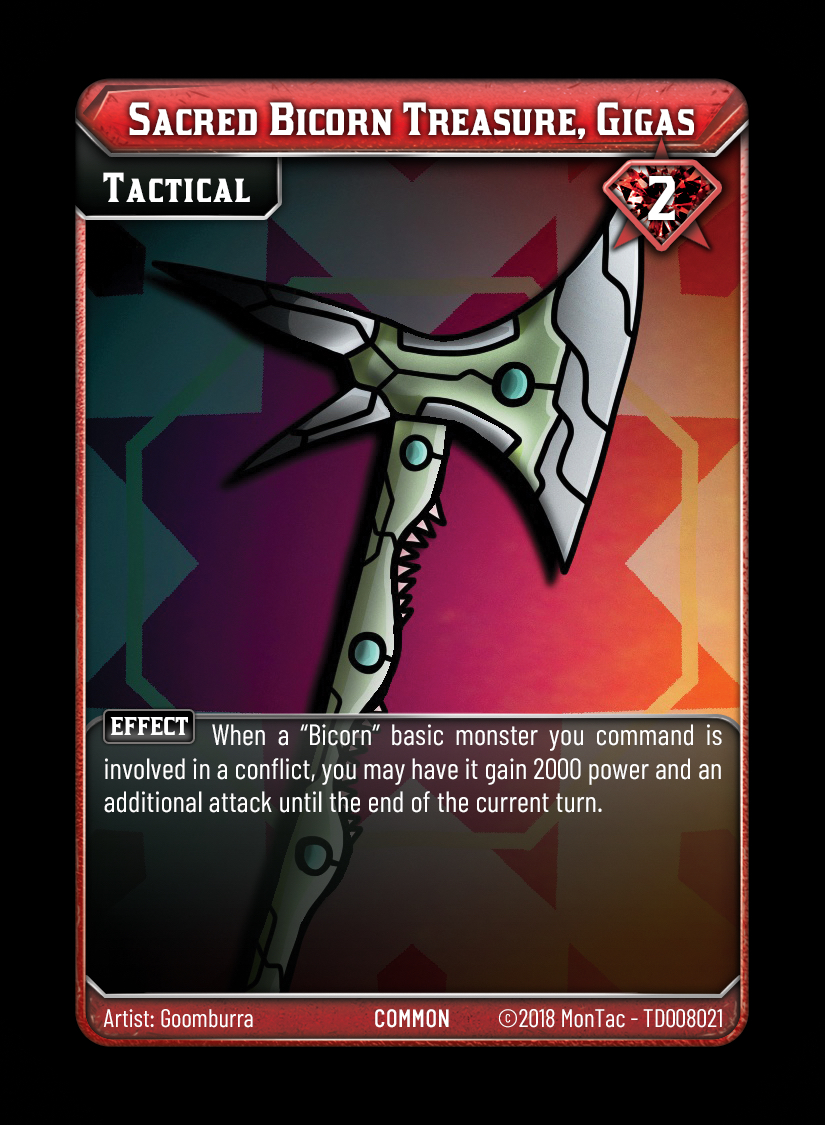 Sacred Bicorn Treasure, Gigas
Tactical
2
EFFECT When a “Bicorn” basic monster you command is
involved in a conflict, you may have it gain 2000 power and an
additional attack until the end of the current turn.
Artist: Goomburra COMMON ©2018 MonTac - TD008021